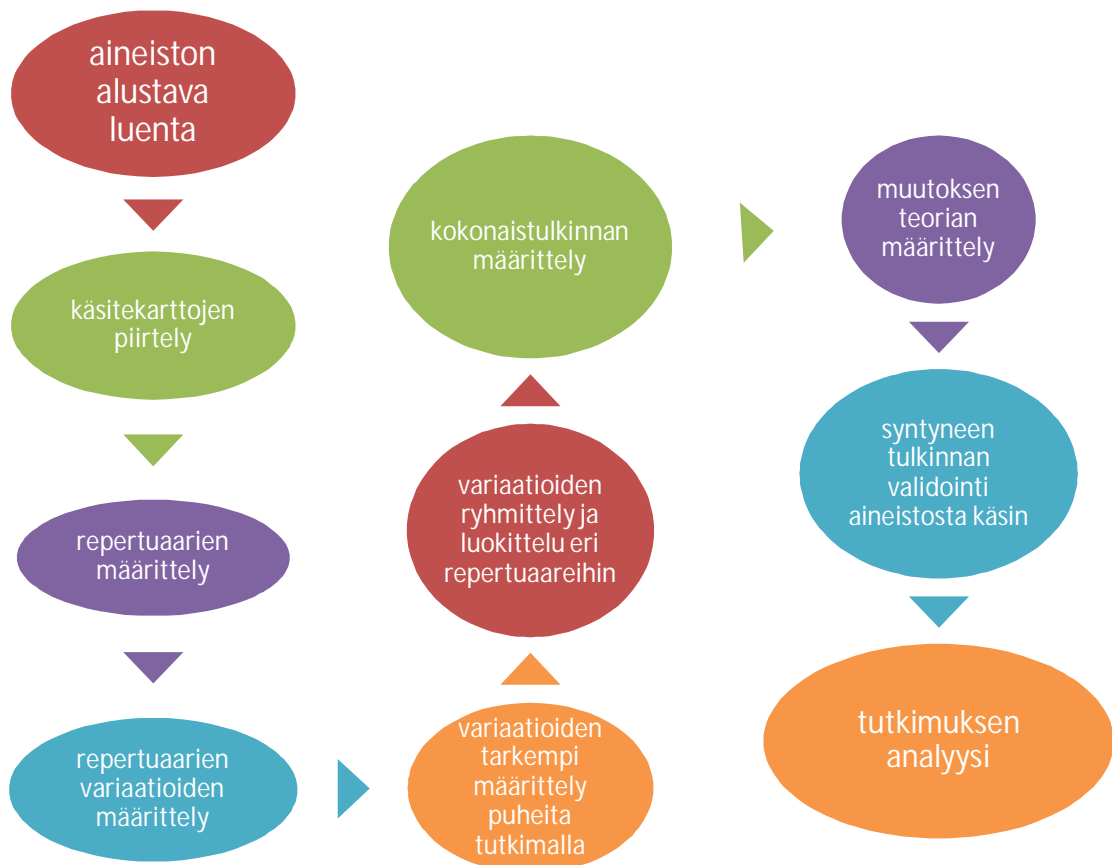 aineiston
alustava
luenta
käsitekarttojen
piirtely
repertuaarien
määrittely
repertuaarien
variaatioiden
määrittely
variaatioiden
tarkempi
määrittely
puheita
tutkimalla
variaatioiden
ryhmittely ja
luokittelu eri
repertuaareihin
kokonaistulkinnan
määrittely
muutoksen
teorian
määrittely
syntyneen
tulkinnan
validointi
aineistosta käsin
tutkimuksen
analyysi